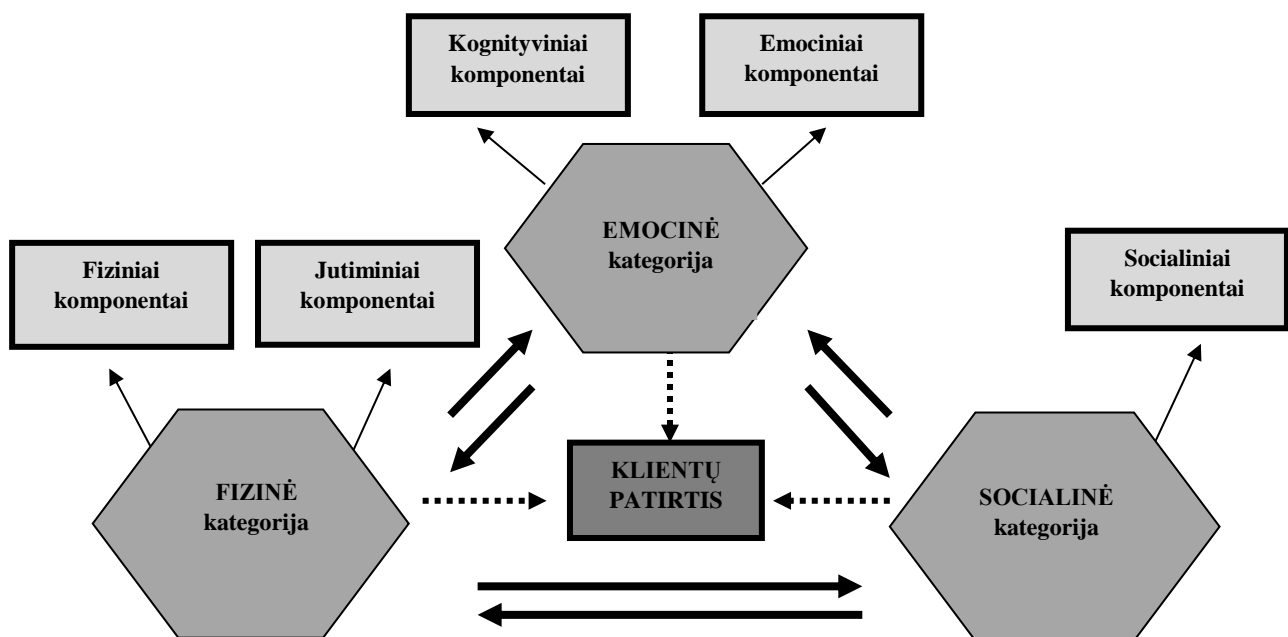 Kognityviniai
komponentai
Emociniai
komponentai
EMOCINĖ
kategorija
Fiziniai
komponentai
Jutiminiai
komponentai
Socialiniai
komponentai
FIZINĖ
kategorija
KLIENTŲ
PATIRTIS
SOCIALINĖ
kategorija